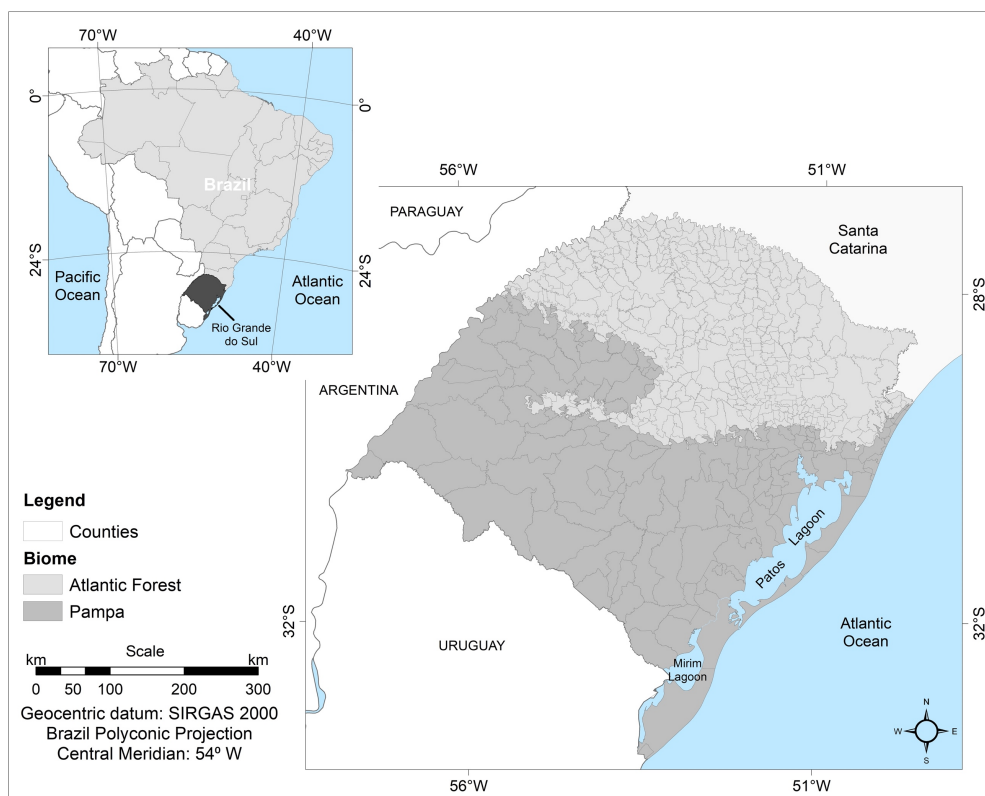 70°W
40°W
0°
0°
Brazil
24°S
24°S
Pacific
Ocean
Atlantic
Ocean
Rio Grande
do Sul
70°W
40°W
56°W
51°W
PARAGUAY
Santa
Catarina
28°S
ARGENTINA
Legend
Counties
Biome
Atlantic Forest
Pampa
Scale
km
km
0
50
100
200
300
Geocentric datum: SIRGAS 2000
Brazil Polyconic Projection
Central Meridian: 54º W
Patos
Lagoon
32°S
32°S
Atlantic
Ocean
URUGUAY
Mirim
Lagoon
N
W
E
S
56°W
51°W